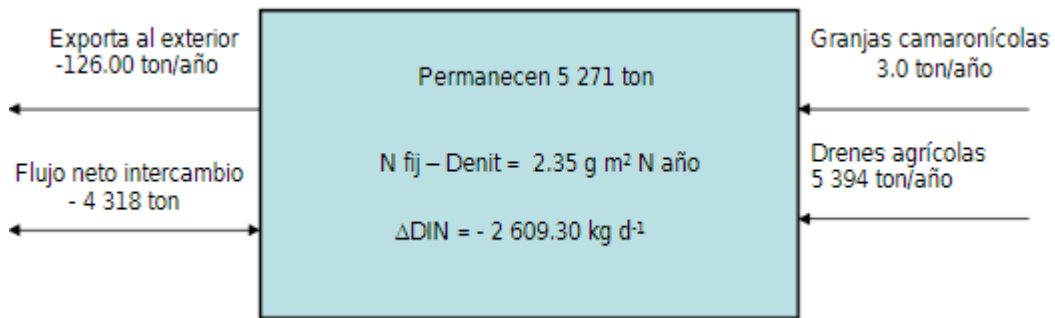 Exporta al exterior
-126.00 ton/año
Flujo neto intercambio
- 4 318 ton
Permanecen 5 271 ton
N fij – Denit = 2.35 g m² N año
∆DIN = - 2 609.30 kg d-¹
Granjas camaronícolas
3.0 ton/año
Drenes agrícolas
5 394 ton/año